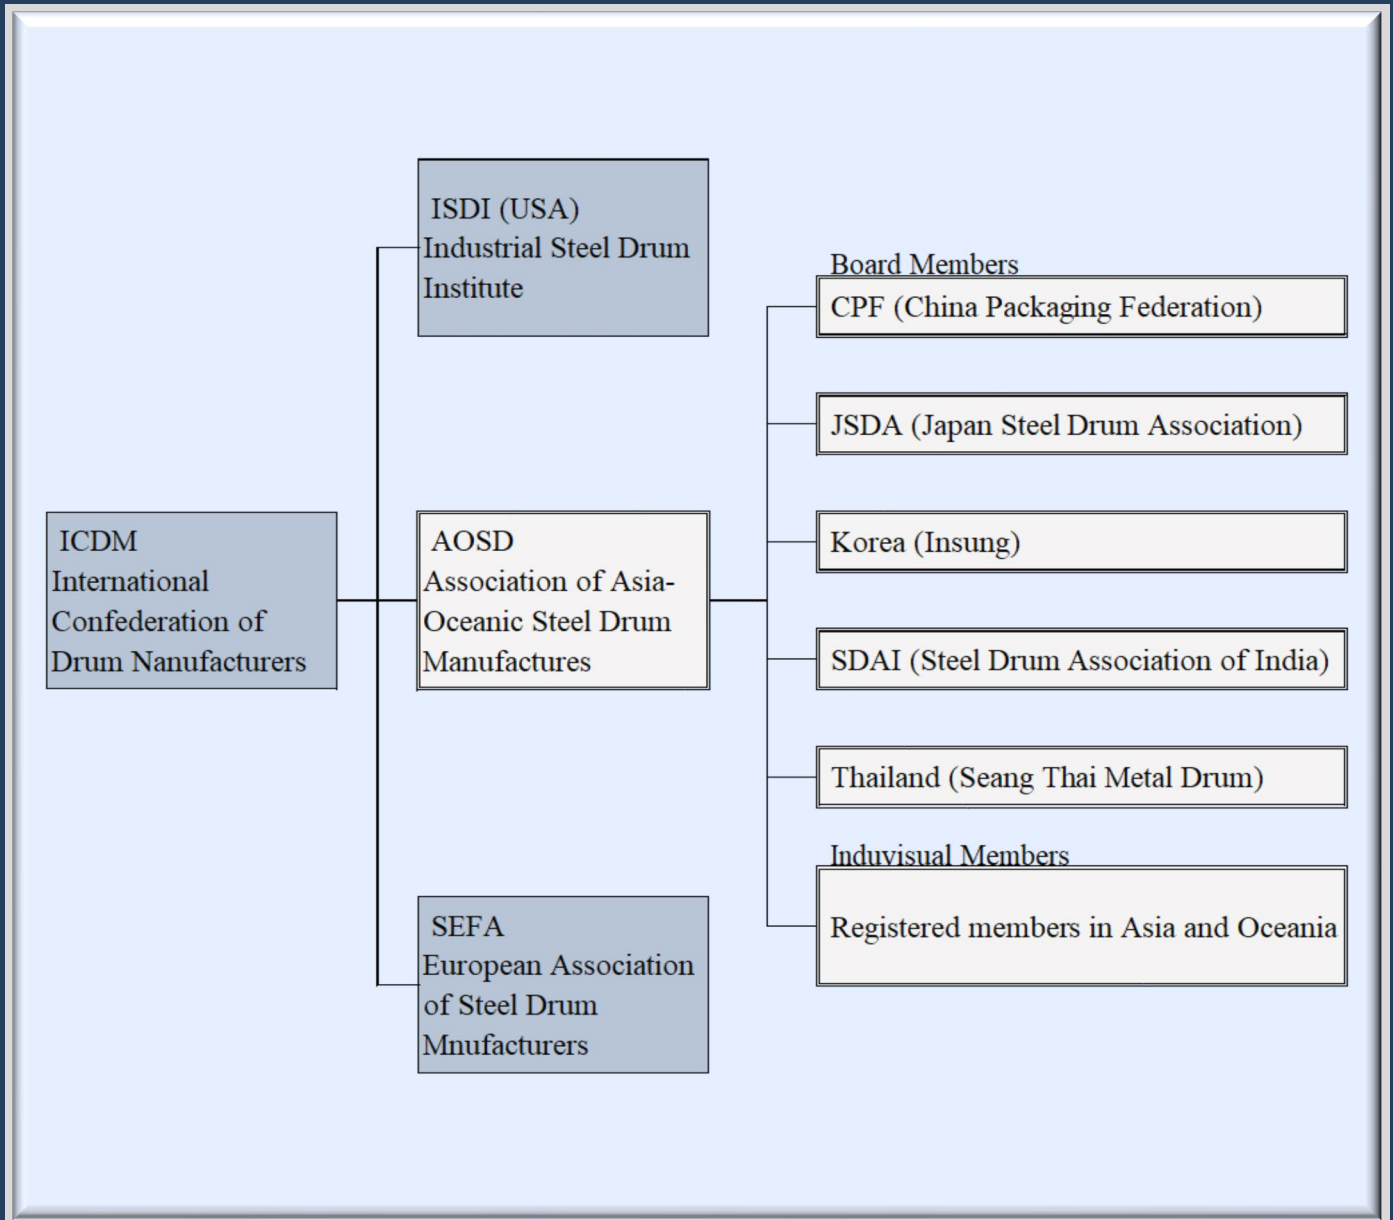 ISDI (USA)
Industrial Steel Drum
Institute
Board Members
CPF (China Packaging Federation)
JSDA (Japan Steel Drum Association)
ICDM
International
Confederation of
Drum Nanufacturers
AOSD
Association of Asia-
Oceanic Steel Drum
Manufactures
Korea (Insung)
SDAI (Steel Drum Association of India)
Thailand (Seang Thai Metal Drum)
Induvisual Members
Registered members in Asia and Oceania
SEFA
European Association
of Steel Drum
Mnufacturers